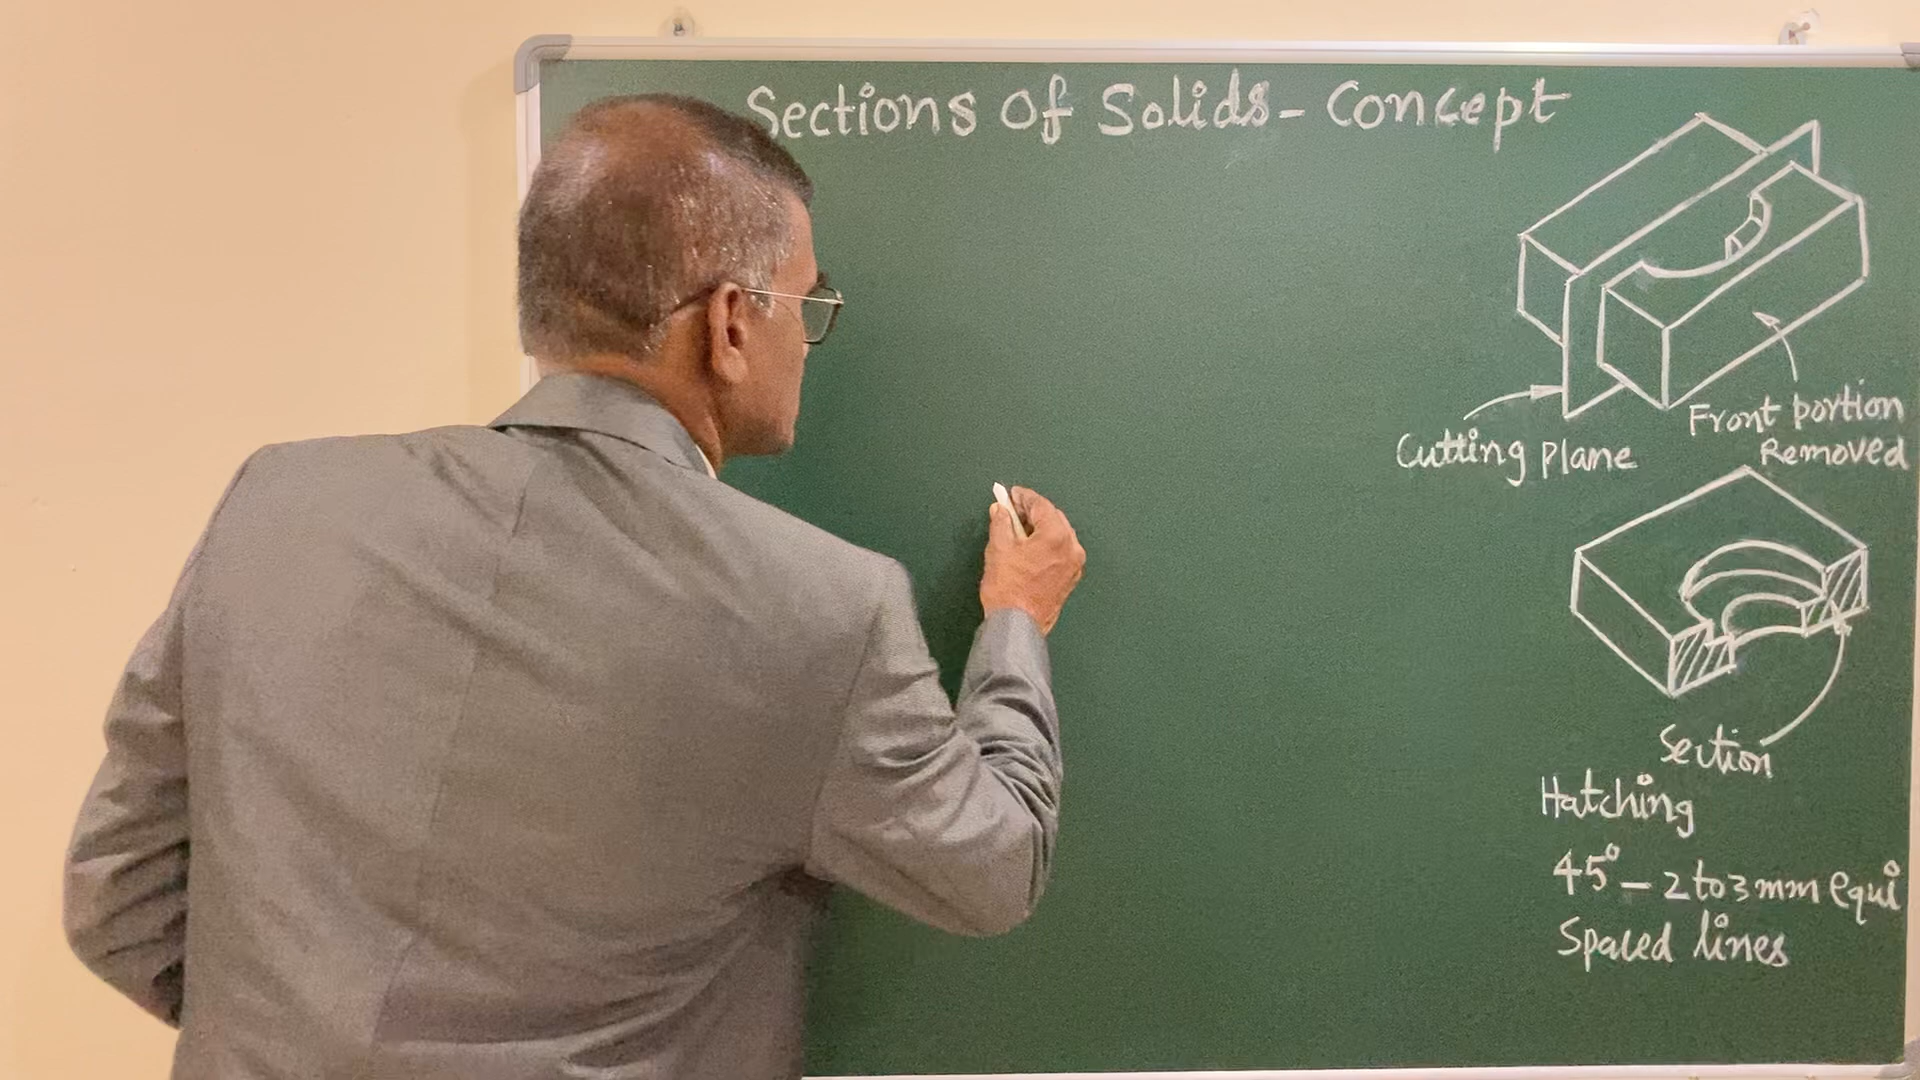 Sections of Solids - Concept
Front portion
Removed
Cutting plane
Section
Hatching
45° - 2 to 3 mm equi
Spaced lines